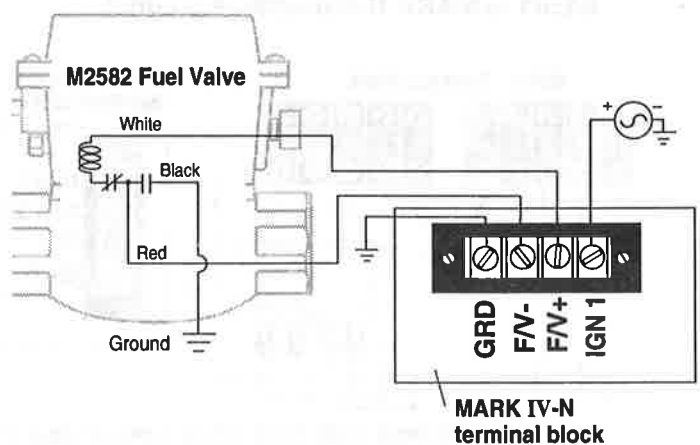 M2582 Fuel Valve
White
Black
Red
Ground
+
−
GRD
F/V-
F/V+
IGN 1
MARK IV-N
terminal block